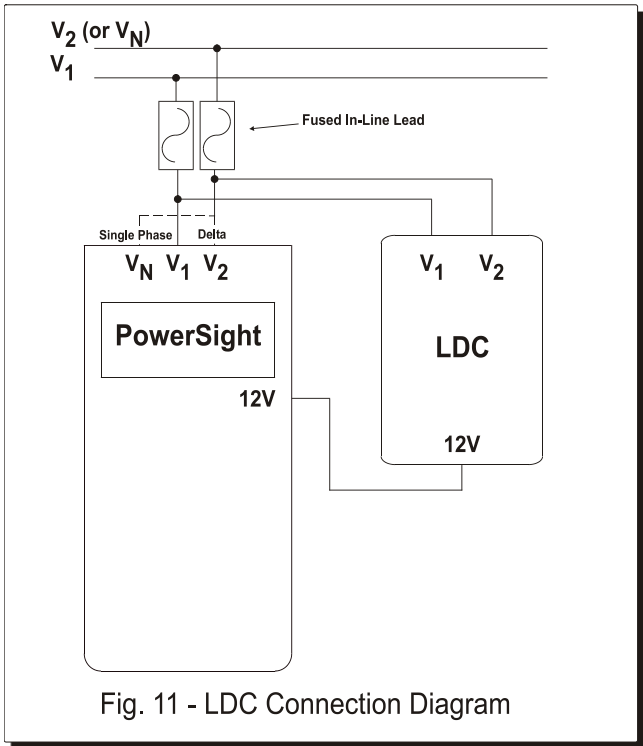 V2 (or VN)
V1
Fused In-Line Lead
Single Phase
Delta
VN V1 V2
V1 V2
PowerSight
LDC
12V
12V
Fig. 11 - LDC Connection Diagram